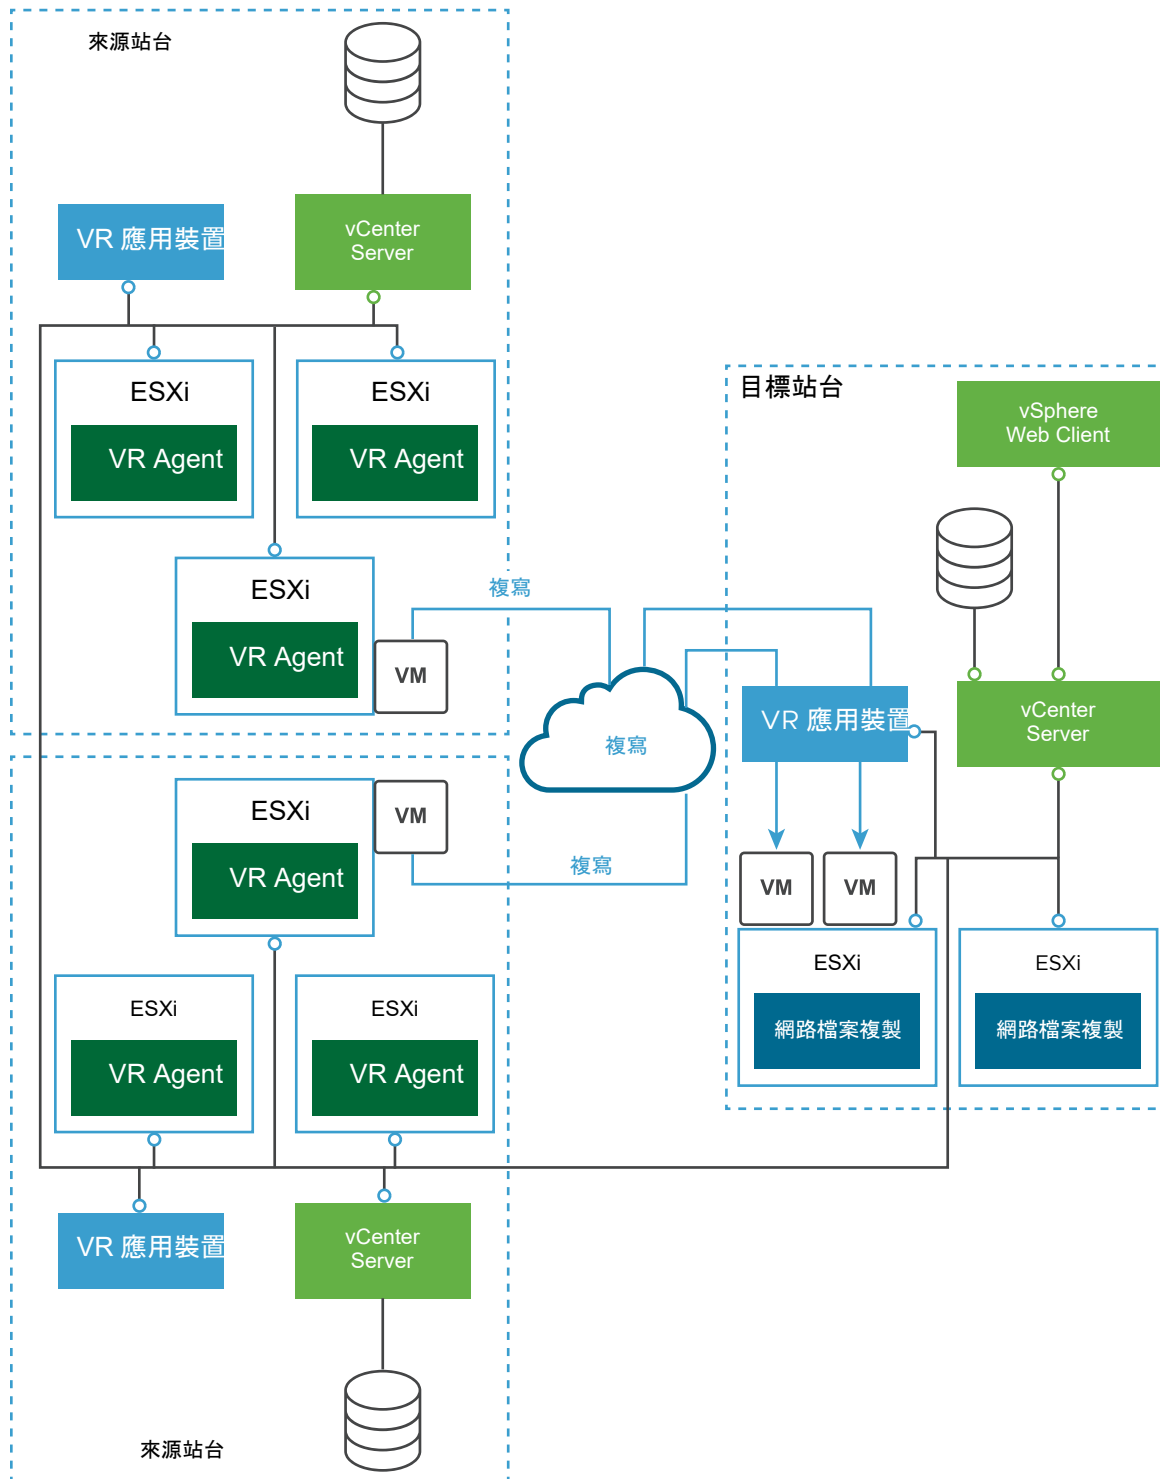 來源站台
VR 應用裝置
vCenter
Server
ESXi
VR Agent
ESXi
VR Agent
ESXi
VR Agent
VM
複寫
複寫
目標站台
vSphere
Web Client
VR 應用裝置
vCenter
Server
VM
VM
ESXi
網路檔案複製
ESXi
網路檔案複製
ESXi
VR Agent
VM
複寫
ESXi
VR Agent
ESXi
VR Agent
VR 應用裝置
vCenter
Server
來源站台